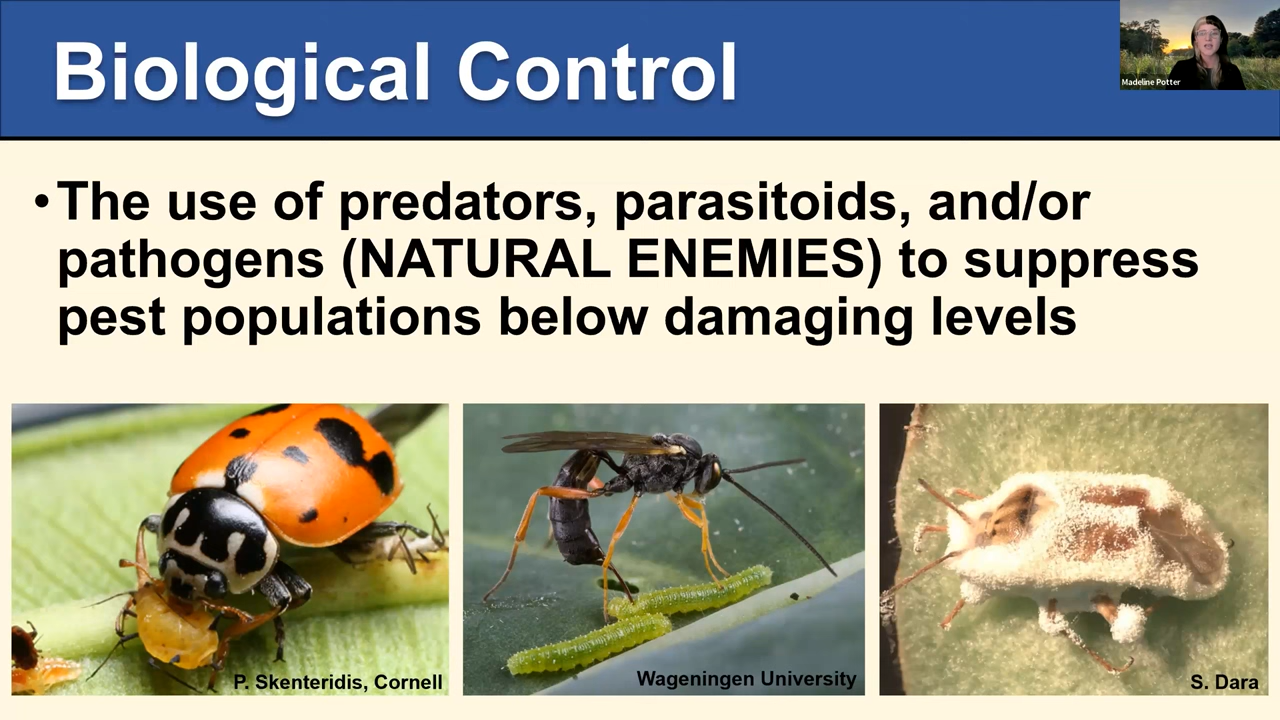 Biological Control
Madeline Potter
• The use of predators, parasitoids, and/or
pathogens (NATURAL ENEMIES) to suppress
pest populations below damaging levels
P. Skenteridis, Cornell
Wageningen University
S. Dara